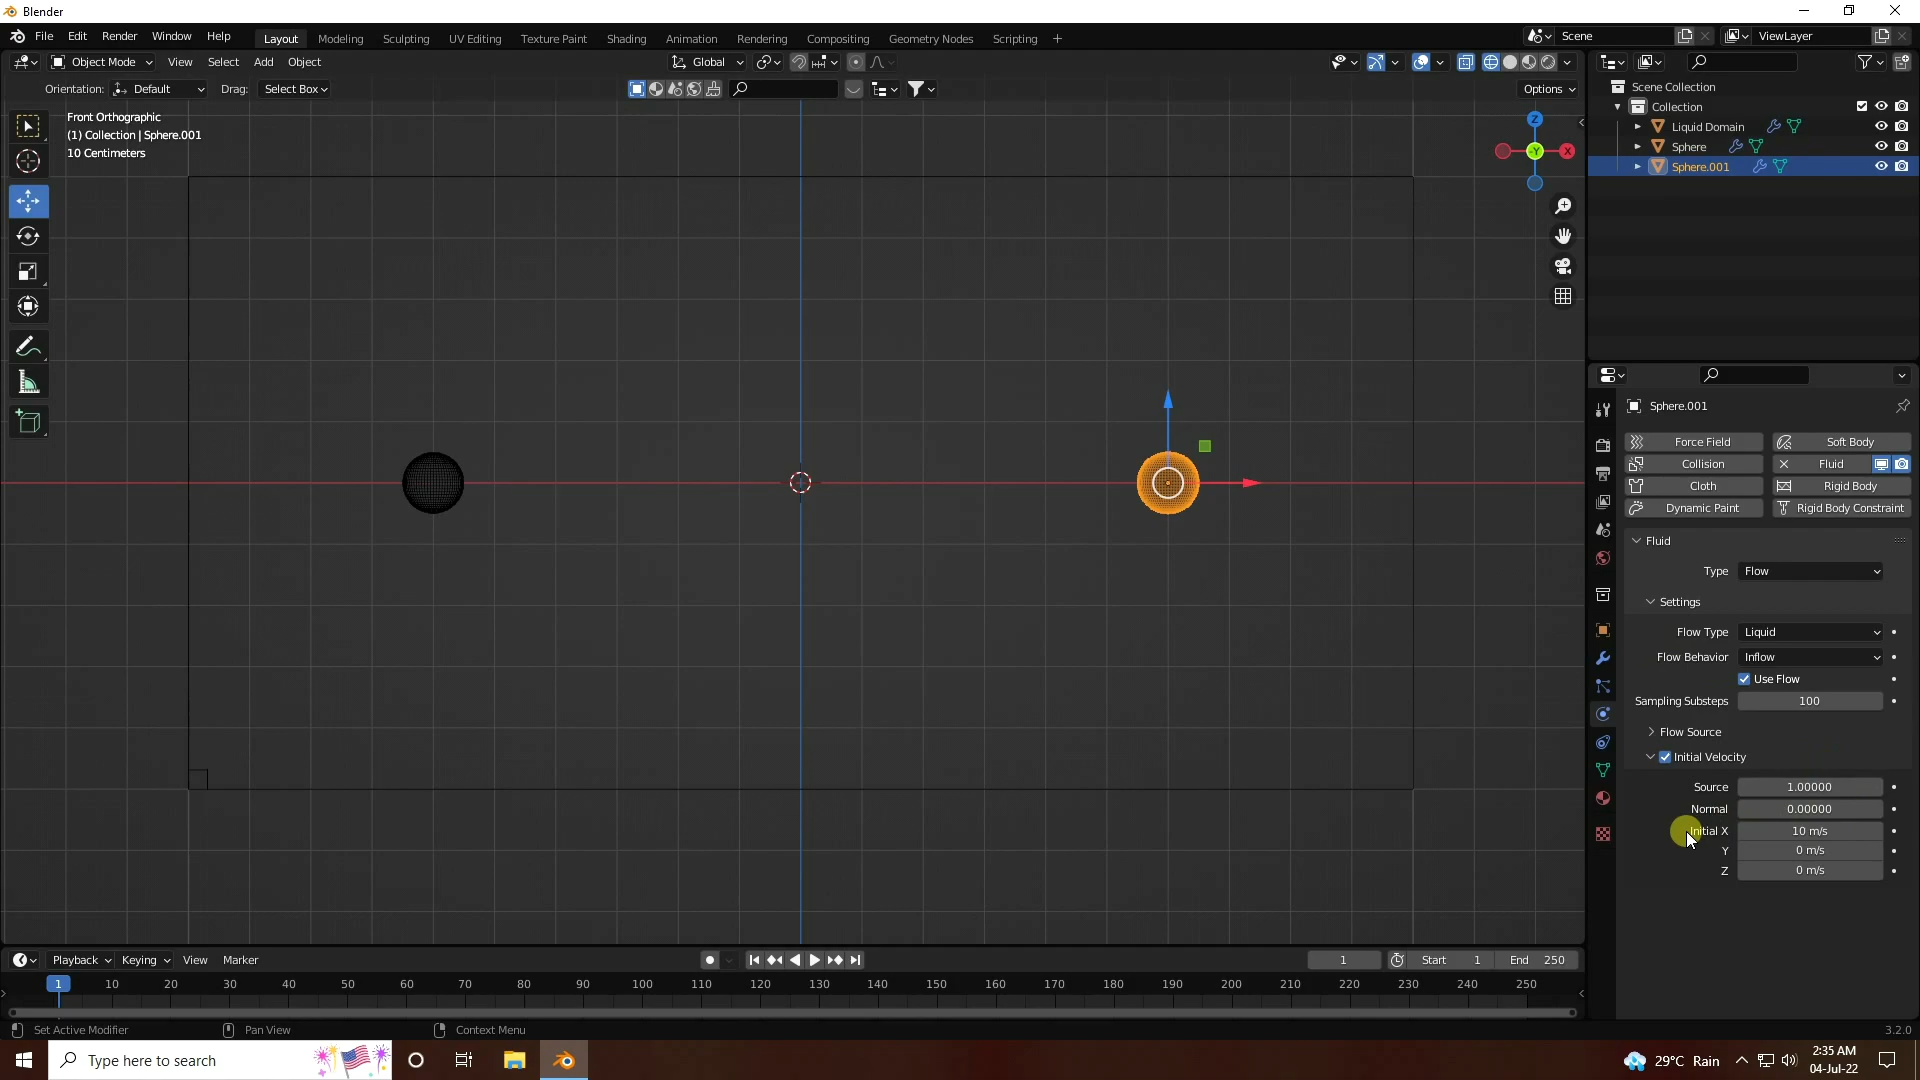 Blender
File Edit Render Window Help Layout Modeling Sculpting UV Editing Texture Paint Shading Animation Rendering Compositing Geometry Nodes Scripting + Scene ViewLayer
Object Mode View Select Add Object Global
Orientation: Default Drag: Select Box Options
Front Orthographic
(1) Collection | Sphere.001
10 Centimeters
Z
-Y X
Scene Collection
Collection
Liquid Domain
Sphere
Sphere.001
Sphere.001
Force Field Soft Body
Collision Fluid
Cloth Rigid Body
Dynamic Paint Rigid Body Constraint
Fluid
Type Flow
Settings
Flow Type Liquid
Flow Behavior Inflow
Use Flow
Sampling Substeps 100
Flow Source
Initial Velocity
Source 1.00000
Normal 0.00000
Initial X 10 m/s
Y 0 m/s
Z 0 m/s
Playback Keying View Marker 1 Start 1 End 250
1 10 20 30 40 50 60 70 80 90 100 110 120 130 140 150 160 170 180 190 200 210 220 230 240 250
Set Active Modifier Pan View Context Menu 3.2.0
Type here to search 29°C Rain 2:35 AM
04-Jul-22